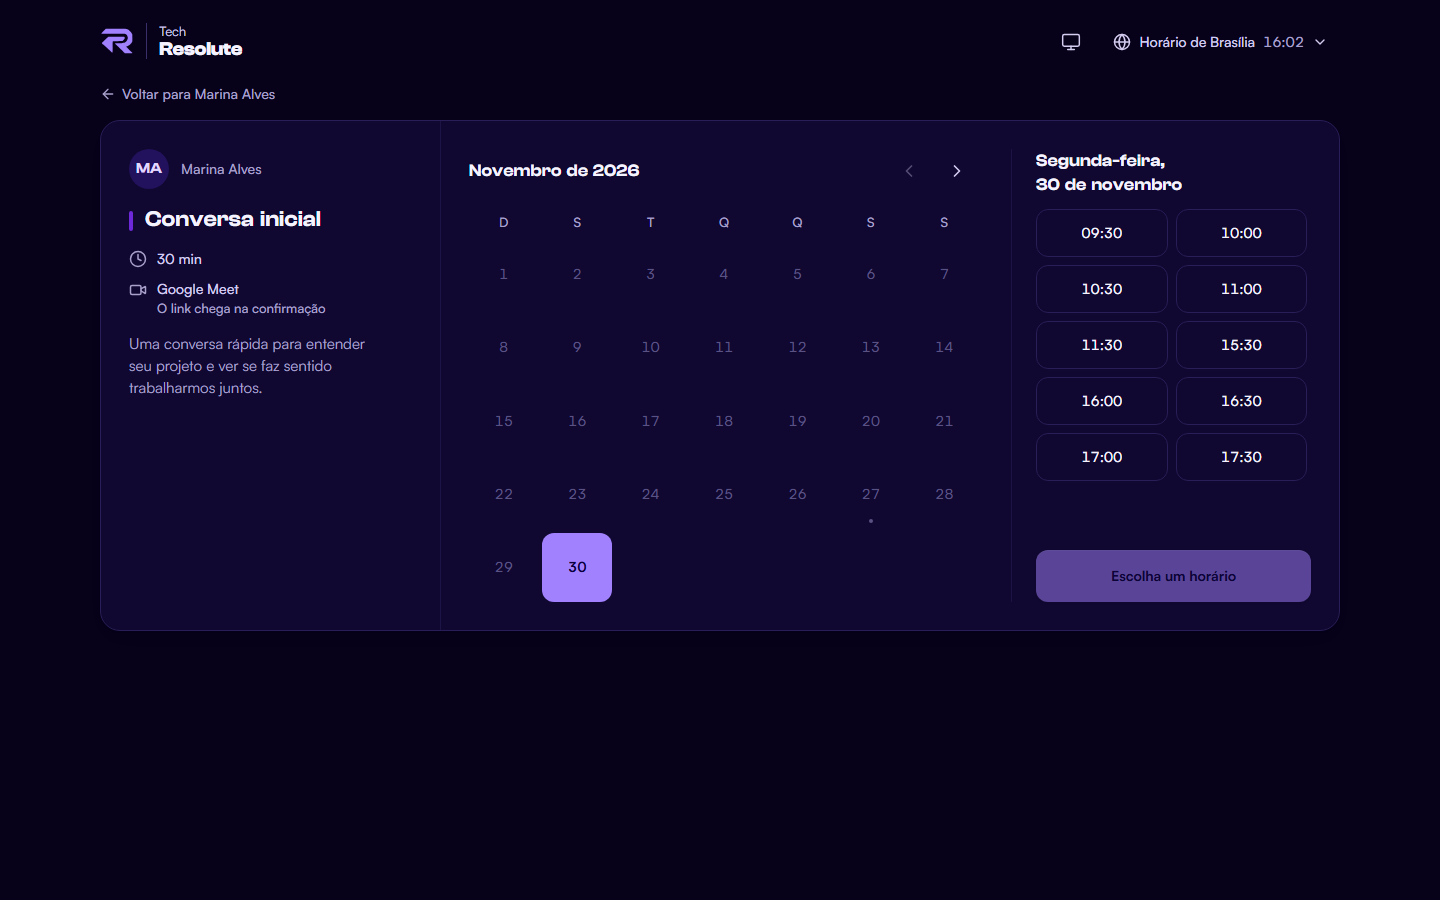 Tech
Resolute
Horário de Brasília 16:02
Voltar para Marina Alves
MA
Marina Alves
Conversa inicial
30 min
Google Meet
O link chega na confirmação
Uma conversa rápida para entender
seu projeto e ver se faz sentido
trabalharmos juntos.
Novembro de 2026
D S T Q Q S S
1 2 3 4 5 6 7
8 9 10 11 12 13 14
15 16 17 18 19 20 21
22 23 24 25 26 27 28
29 30
Segunda-feira,
30 de novembro
09:30 10:00
10:30 11:00
11:30 15:30
16:00 16:30
17:00 17:30
Escolha um horário